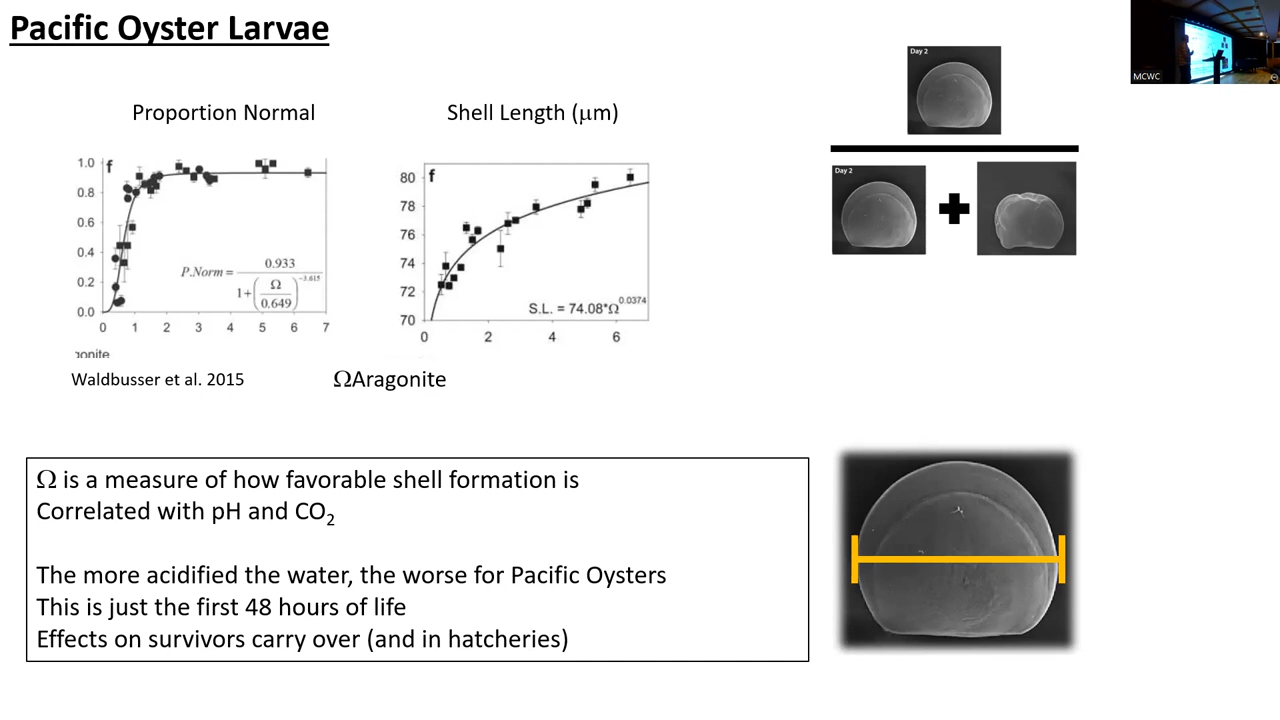 Pacific Oyster Larvae
MCWC
Proportion Normal
Shell Length (μm)
Day 2
Day 2
1.0
0.8
0.6
0.4
0.2
0.0
f
P.Norm = 0.933
1+(Ω/0.649)^-3.615
0 1 2 3 4 5 6 7
80
78
76
74
72
70
f
S.L. = 74.08*Ω^0.0374
0 2 4 6
gonite
Waldbusser et al. 2015
ΩAragonite
Ω is a measure of how favorable shell formation is
Correlated with pH and CO₂
The more acidified the water, the worse for Pacific Oysters
This is just the first 48 hours of life
Effects on survivors carry over (and in hatcheries)